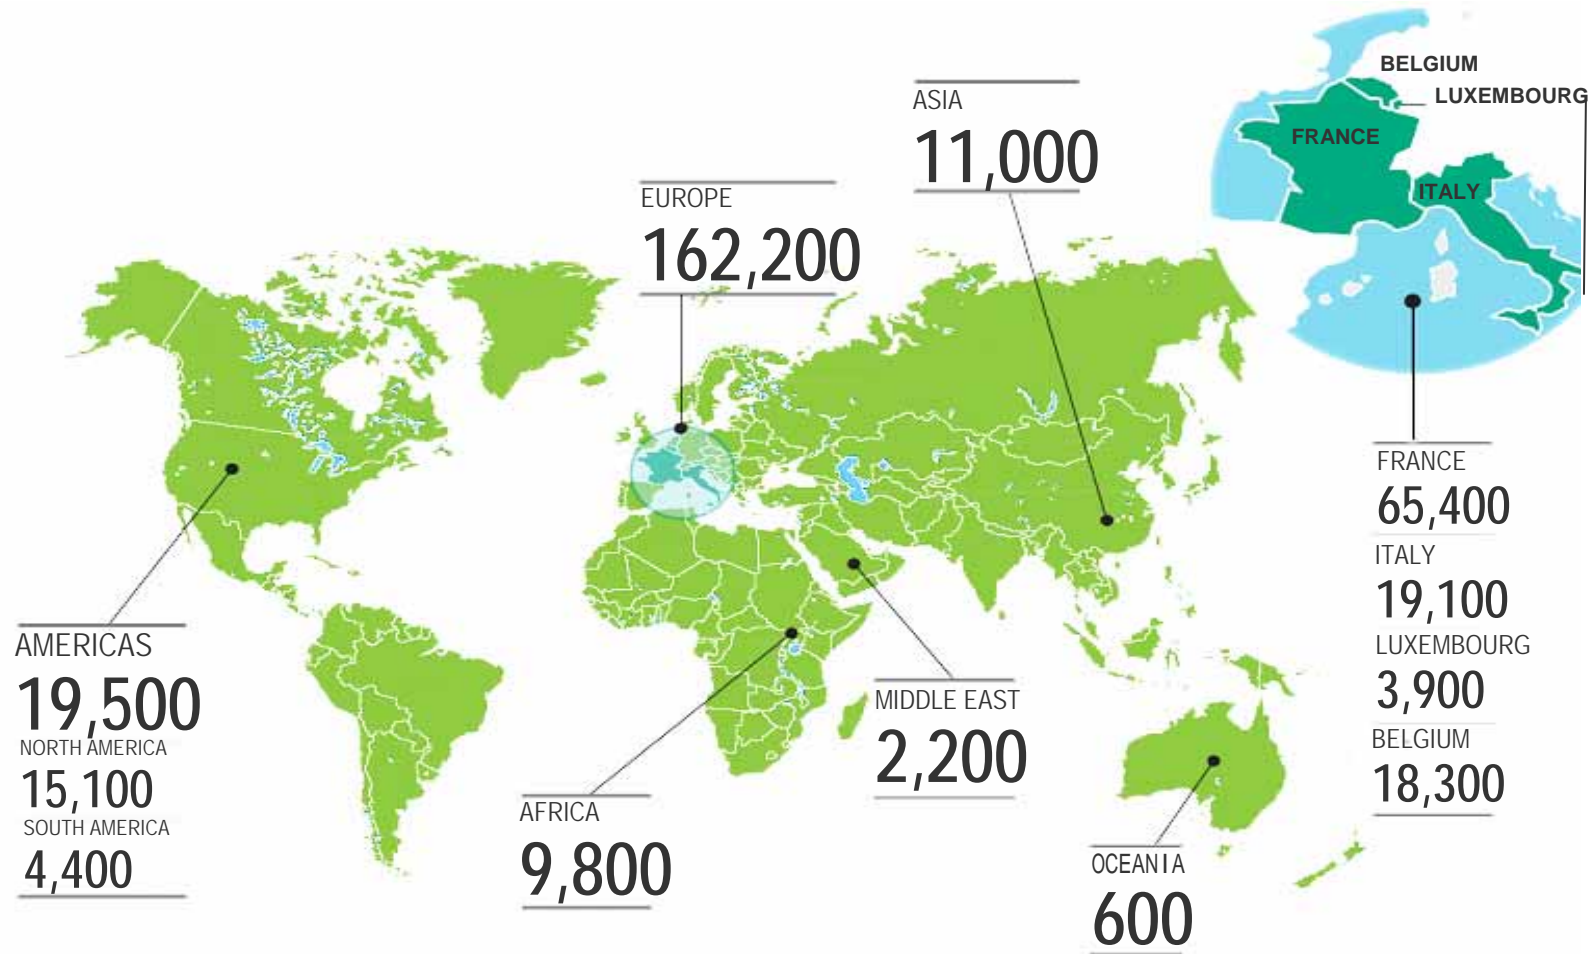 BELGIUM
LUXEMBOURG
FRANCE
ITALY
ASIA
11,000
EUROPE
162,200
AMERICAS
19,500
NORTH AMERICA
15,100
SOUTH AMERICA
4,400
AFRICA
9,800
MIDDLE EAST
2,200
OCEANIA
600
FRANCE
65,400
ITALY
19,100
LUXEMBOURG
3,900
BELGIUM
18,300